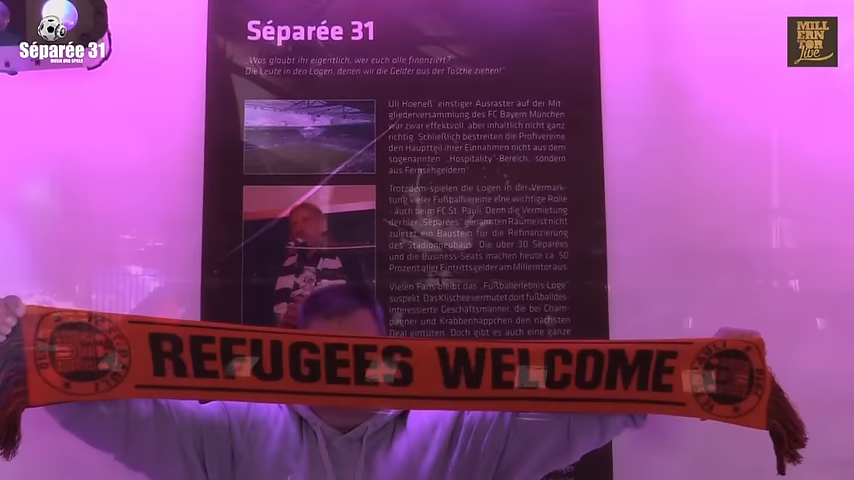 Séparée 31
MUSIK UND SPIELE
MILL
ERN
TOR
live
Séparée 31
„Was glaubt ihr eigentlich, wer euch alle finanziert?
Die Leute in den Logen, denen wir die Gelder aus der Tasche ziehen!“
Uli Hoeneß' einstiger Ausraster auf der Mit-
gliederversammlung des FC Bayern München
war zwar effektvoll, aber inhaltlich nicht ganz
richtig. Schließlich bestreiten die Profivereine
den Hauptteil ihrer Einnahmen nicht aus dem
sogenannten „Hospitality“-Bereich, sondern
aus Fernsehgeldern
Trotzdem spielen die Logen in der Vermark-
tung vieler Fußballvereine eine wichtige Rolle
- auch beim FC St. Pauli. Denn die Vermietung
der hier „Séparées“ genannten Räume ist nicht
zuletzt ein Baustein für die Refinanzierung
des Stadionneubaus. Die über 30 Séparées
und die Business-Seats machen heute ca. 50
Prozent aller Eintrittsgelder am Millerntor aus.
Vielen Fans bleibt das „Fußballerlebnis Loge“
suspekt. Das Klischee vermutet dort fußballdes-
interessierte Geschäftsmänner, die bei Cham-
pagner und Krabbenhäppchen den nächsten
Deal eintüten. Doch gibt es auch eine ganze
REFUGEES WELCOME